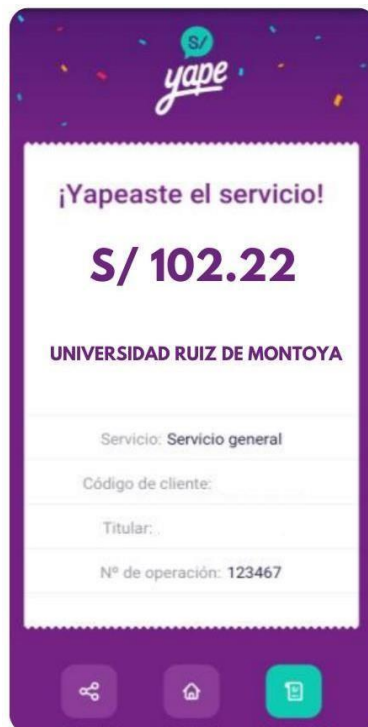 S/
yape
¡Yapeaste el servicio!
S/ 102.22
UNIVERSIDAD RUIZ DE MONTOYA
Servicio: Servicio general
Código de cliente:
Titular: .
Nº de operación: 123467